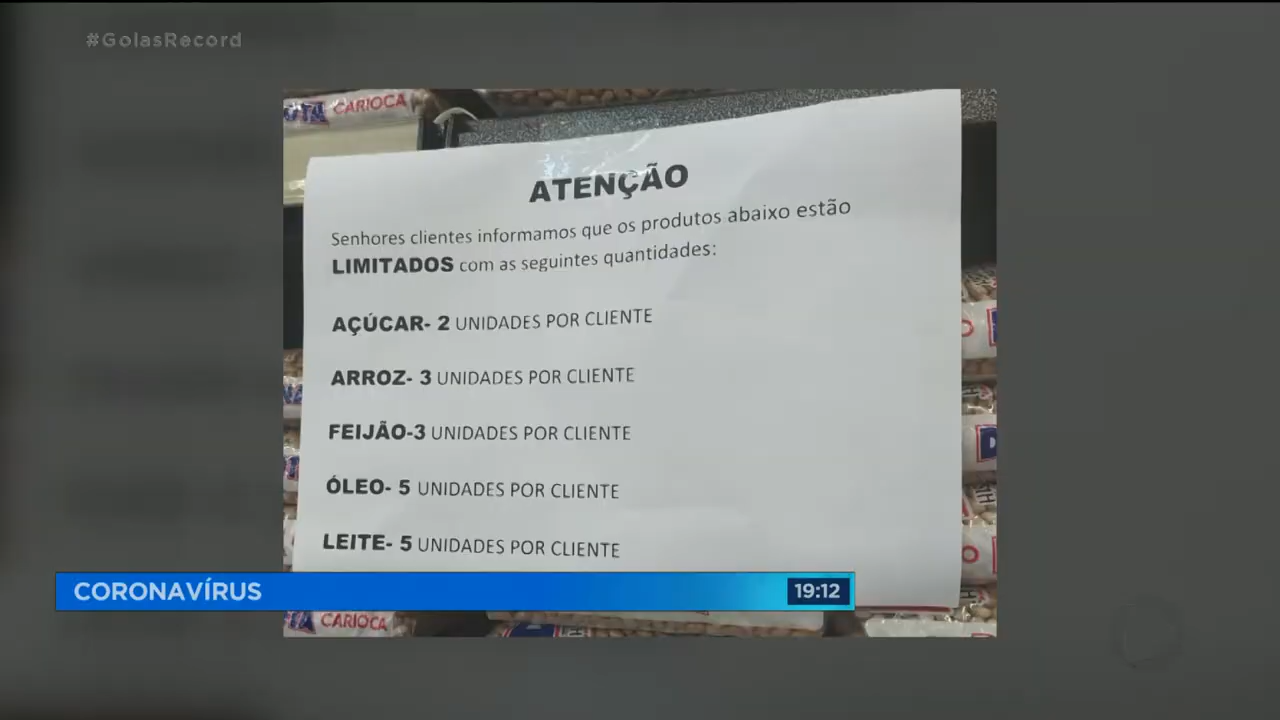 #GoiasRecord
CARIOCA
ATENÇÃO
Senhores clientes informamos que os produtos abaixo estão
LIMITADOS com as seguintes quantidades:
AÇÚCAR- 2 UNIDADES POR CLIENTE
ARROZ- 3 UNIDADES POR CLIENTE
FEIJÃO-3 UNIDADES POR CLIENTE
ÓLEO- 5 UNIDADES POR CLIENTE
LEITE- 5 UNIDADES POR CLIENTE
CORONAVÍRUS
19:12
CARIOCA